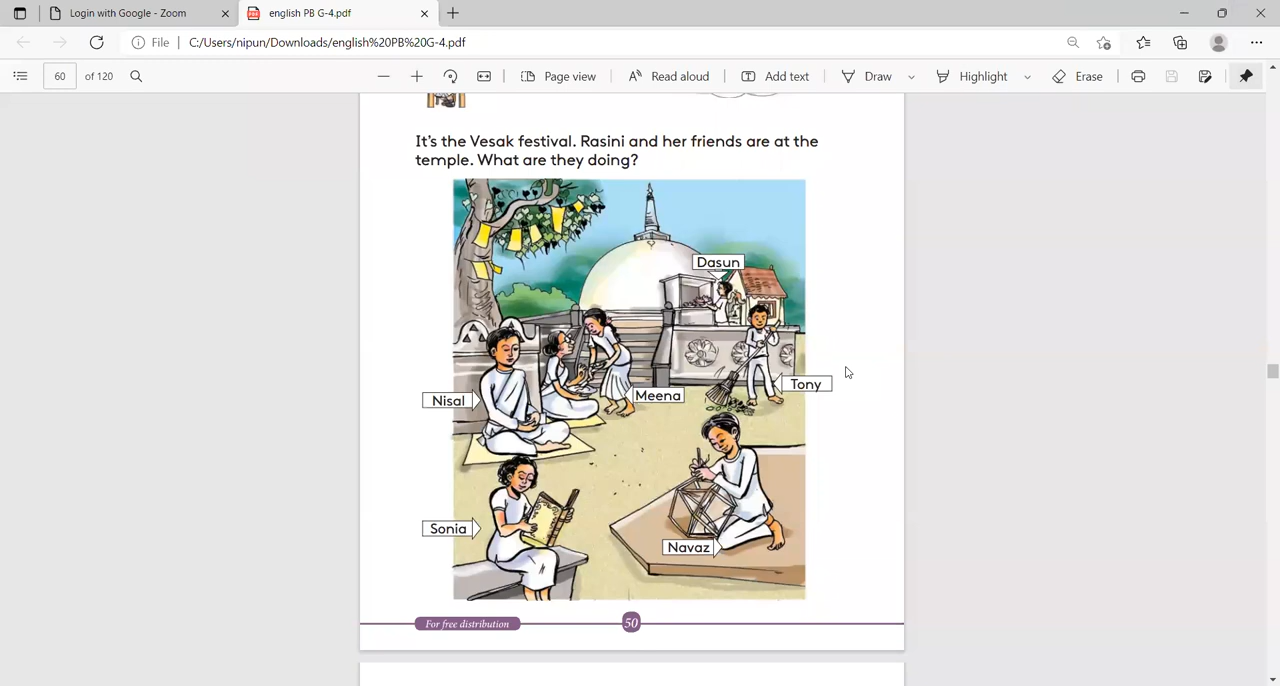 Login with Google - Zoom
english PB G-4.pdf
File
C:/Users/nipun/Downloads/english%20PB%20G-4.pdf
60
of 120
Page view
Read aloud
Add text
Draw
Highlight
Erase
It's the Vesak festival. Rasini and her friends are at the
temple. What are they doing?
Dasun
Tony
Nisal
Meena
Sonia
Navaz
For free distribution
50